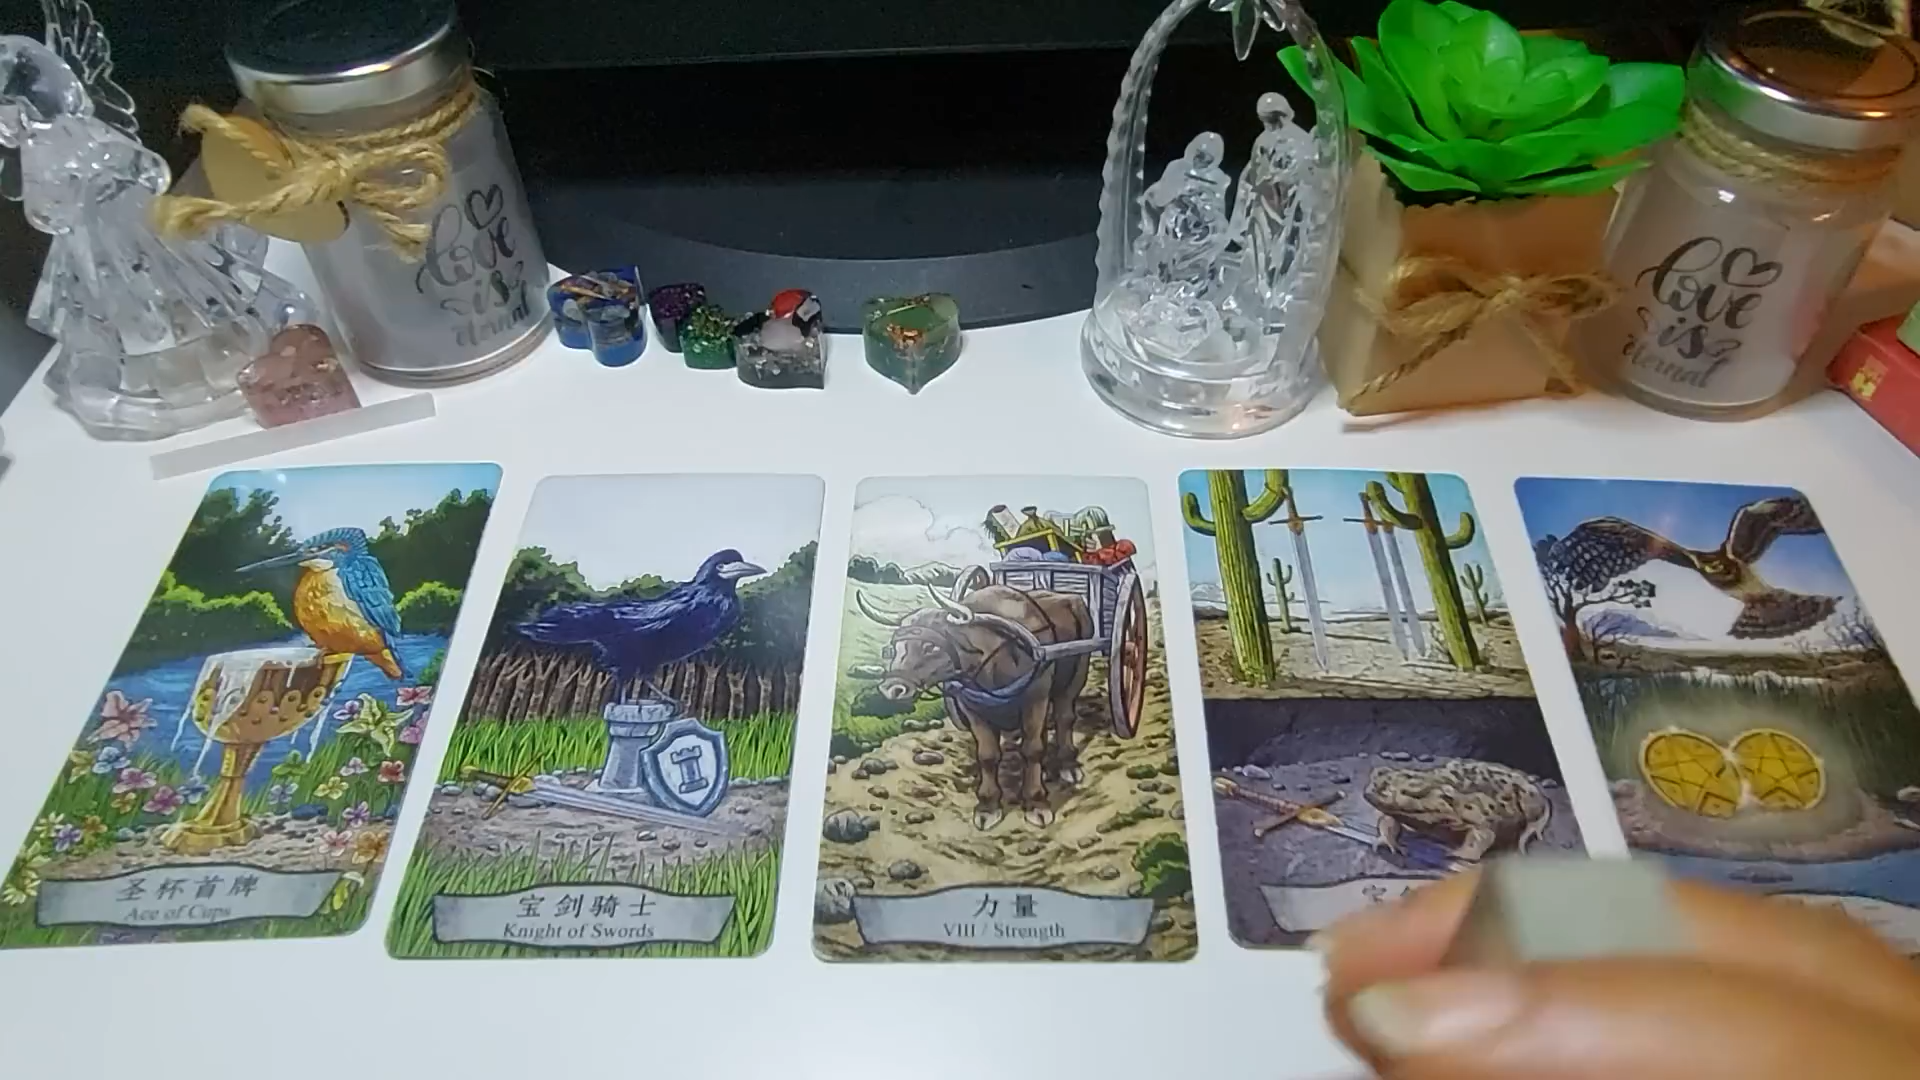 love
is
eternal
love
is
eternal
圣杯首牌
Ace of Cups
宝剑骑士
Knight of Swords
力量
VIII / Strength
宝